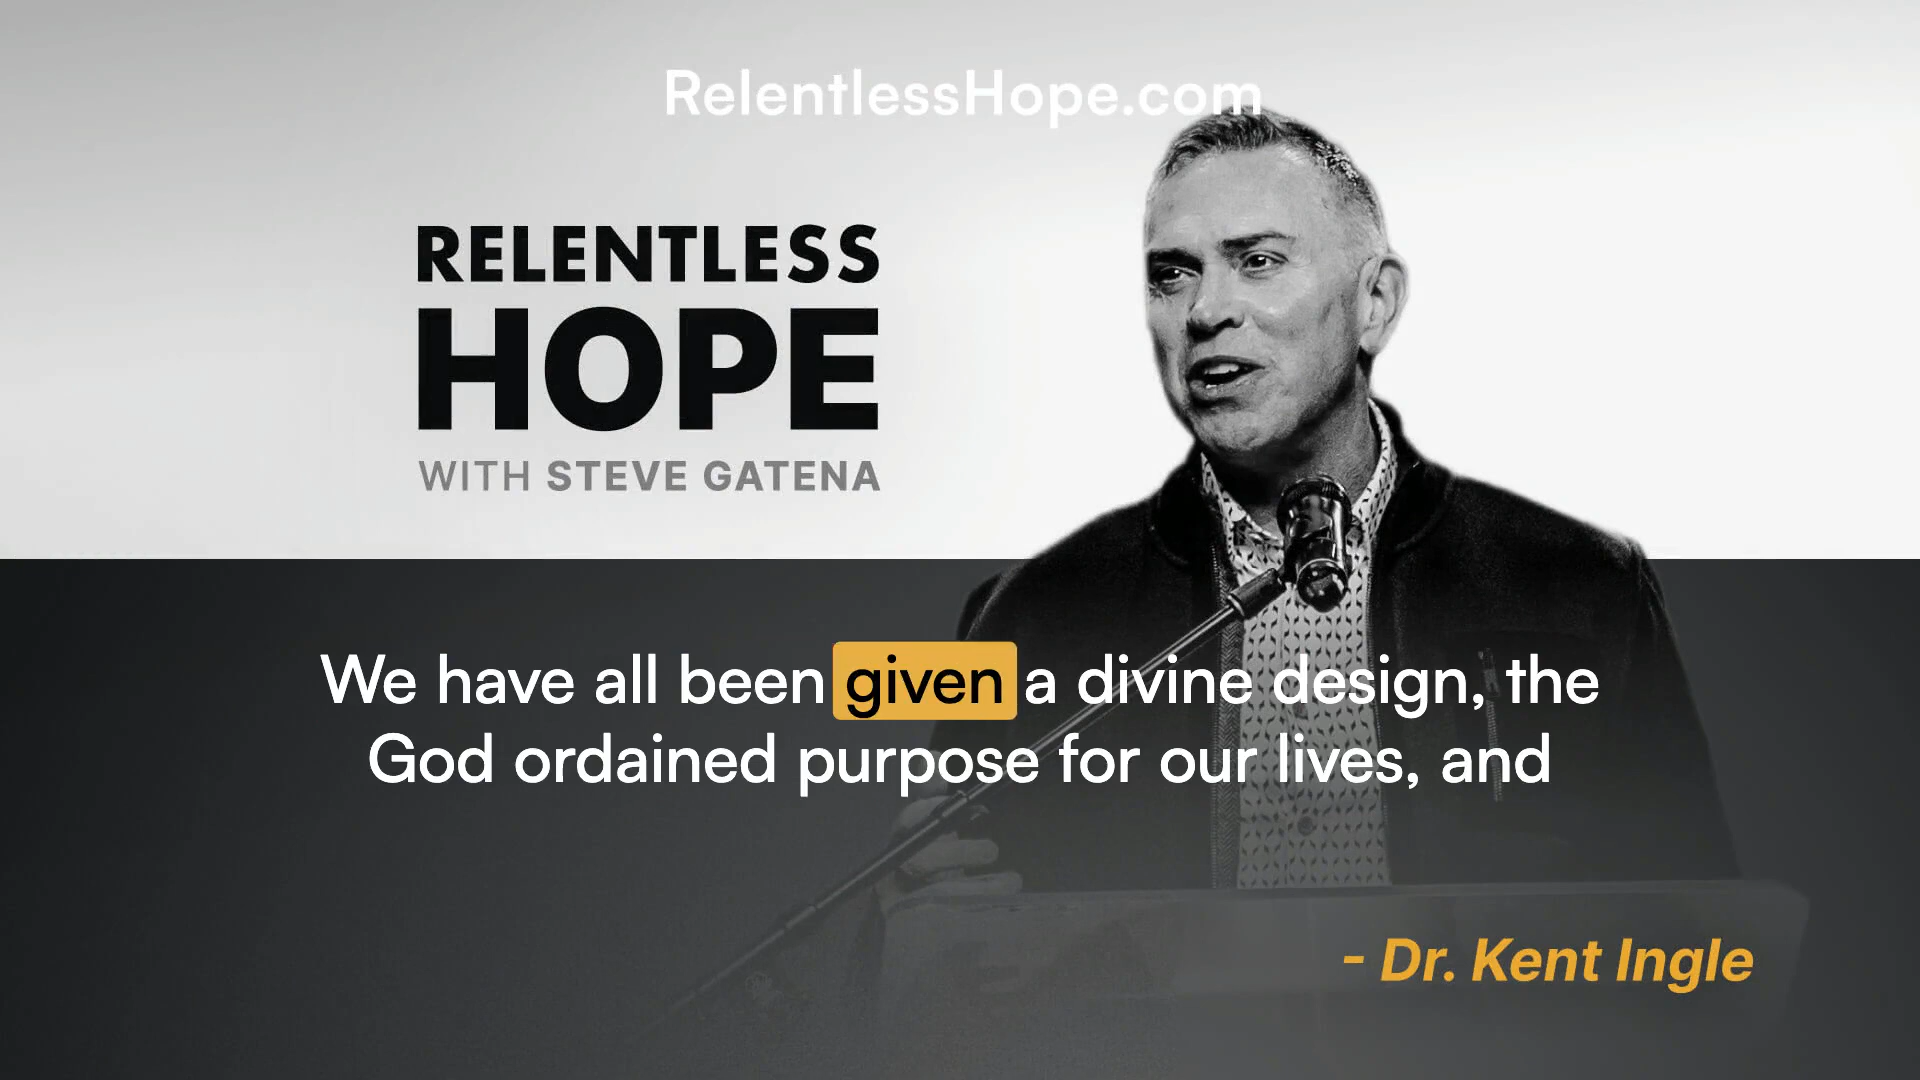 RelentlessHope.com
RELENTLESS
HOPE
WITH STEVE GATENA
We have all been given a divine design, the
God ordained purpose for our lives, and
- Dr. Kent Ingle